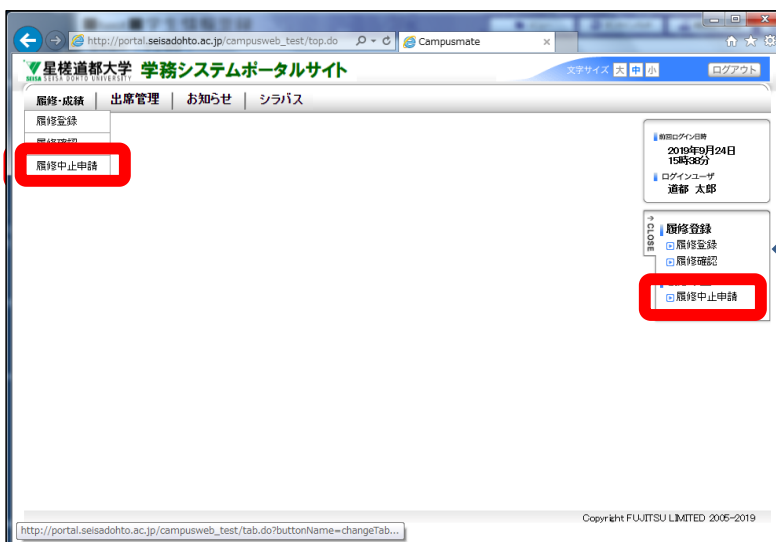 http://portal.seisadohto.ac.jp/campusweb_test/top.do
Campusmate
星槎道都大学 学務システムポータルサイト
SEISA DOHTO UNIVERSITY
文字サイズ 大 中 小
ログアウト
履修・成績 | 出席管理 | お知らせ | シラバス
履修登録
履修確認
履修中止申請
前回ログイン日時
2019年9月24日
15時38分
ログインユーザ
道都 太郎
CLOSE
履修登録
履修登録
履修確認
履修中止申請
Copyright FUJITSU LIMITED 2005-2019
http://portal.seisadohto.ac.jp/campusweb_test/tab.do?buttonName=changeTab...